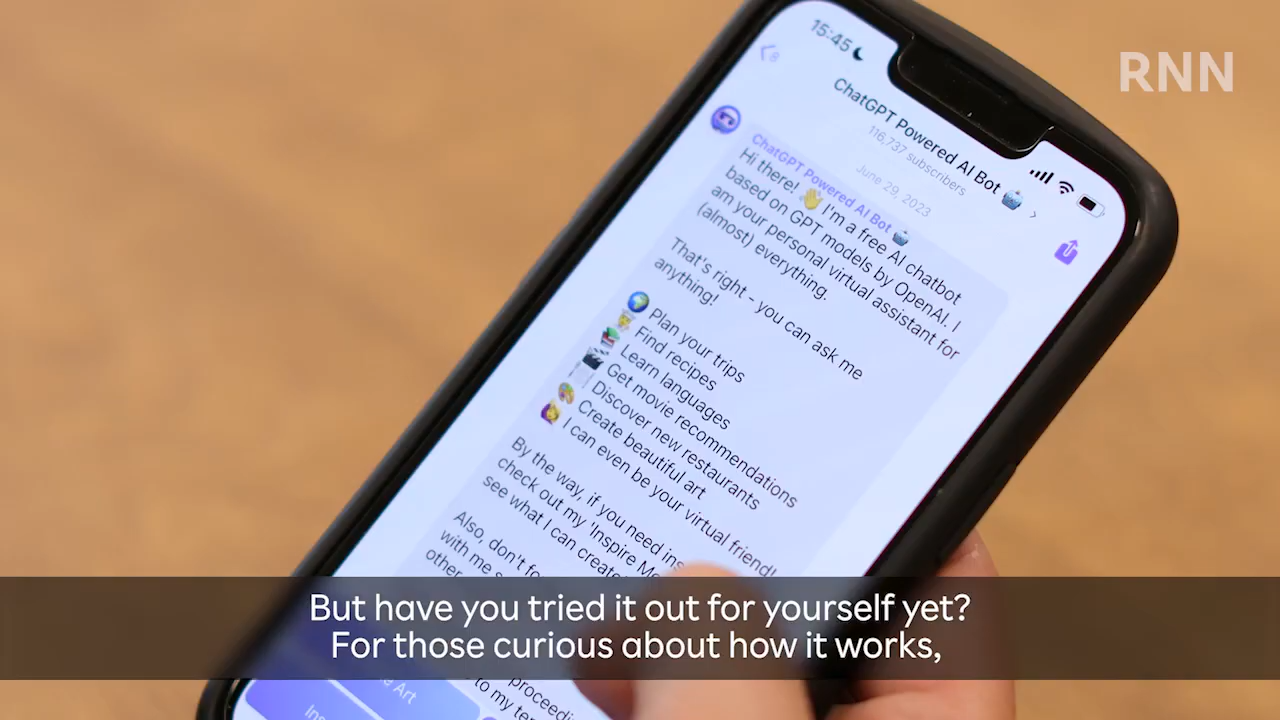 RNN
15:45
8
ChatGPT Powered AI Bot
116,737 subscribers
June 29, 2023
ChatGPT Powered AI Bot
Hi there! 👋 I'm a free AI chatbot
based on GPT models by OpenAI. I
am your personal virtual assistant for
(almost) everything.
That's right - you can ask me
anything!
Plan your trips
Find recipes
Learn languages
Get movie recommendations
Discover new restaurants
Create beautiful art
I can even be your virtual friend!
By the way, if you need
check out my 'Inspire
see what I can create
Also, don't
with me
other
proceeding
to my
Art
But have you tried it out for yourself yet?
For those curious about how it works,